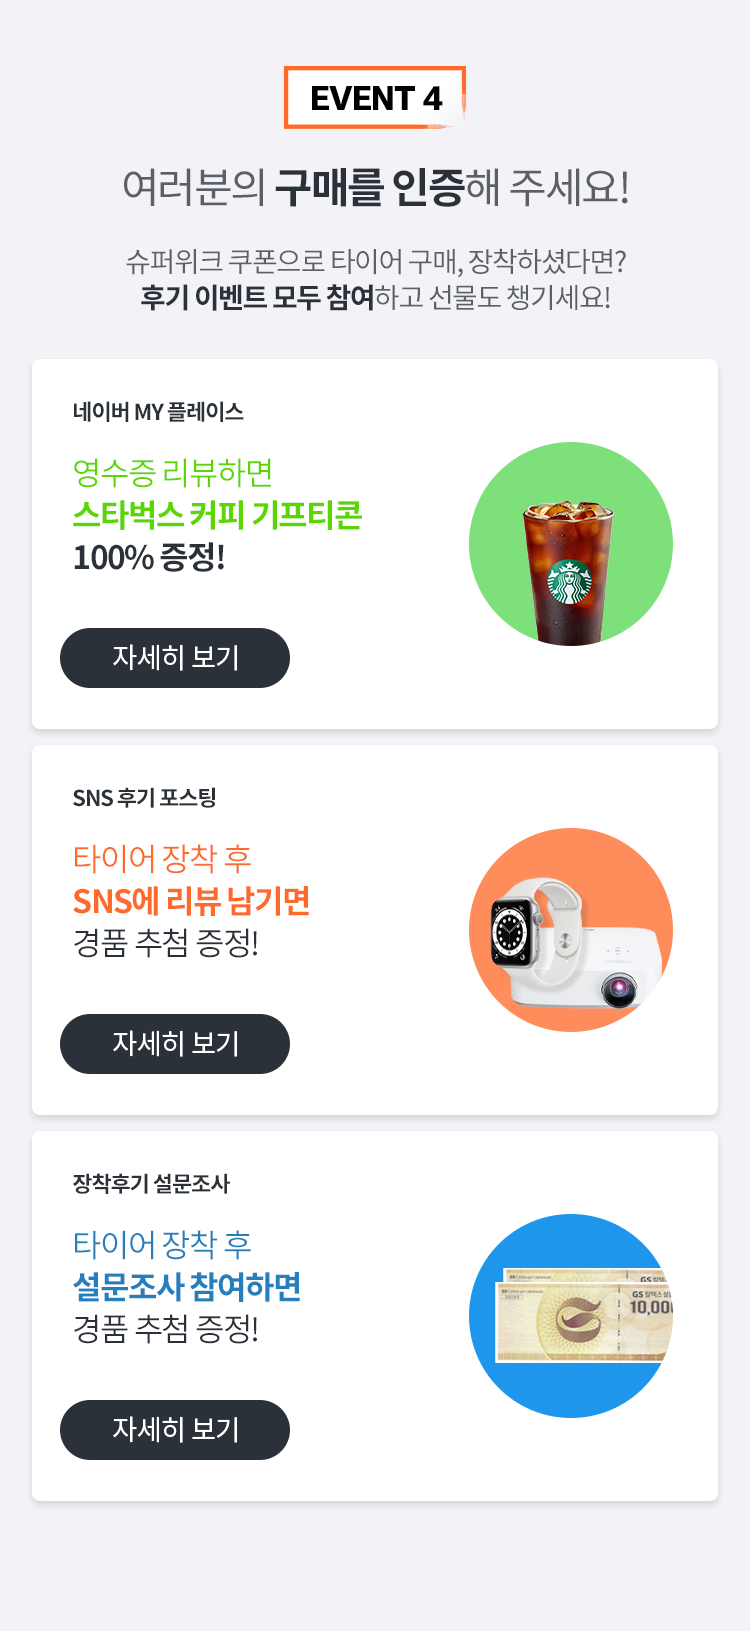 EVENT 4
여러분의 구매를 인증해 주세요!
슈퍼위크 쿠폰으로 타이어 구매, 장착하셨다면?
후기 이벤트 모두 참여하고 선물도 챙기세요!
네이버 MY 플레이스
영수증 리뷰하면
스타벅스 커피 기프티콘
100% 증정!
자세히 보기
SNS 후기 포스팅
타이어 장착 후
SNS에 리뷰 남기면
경품 추첨 증정!
자세히 보기
장착후기 설문조사
타이어 장착 후
설문조사 참여하면
경품 추첨 증정!
GS 칼텍스
10,00
자세히 보기